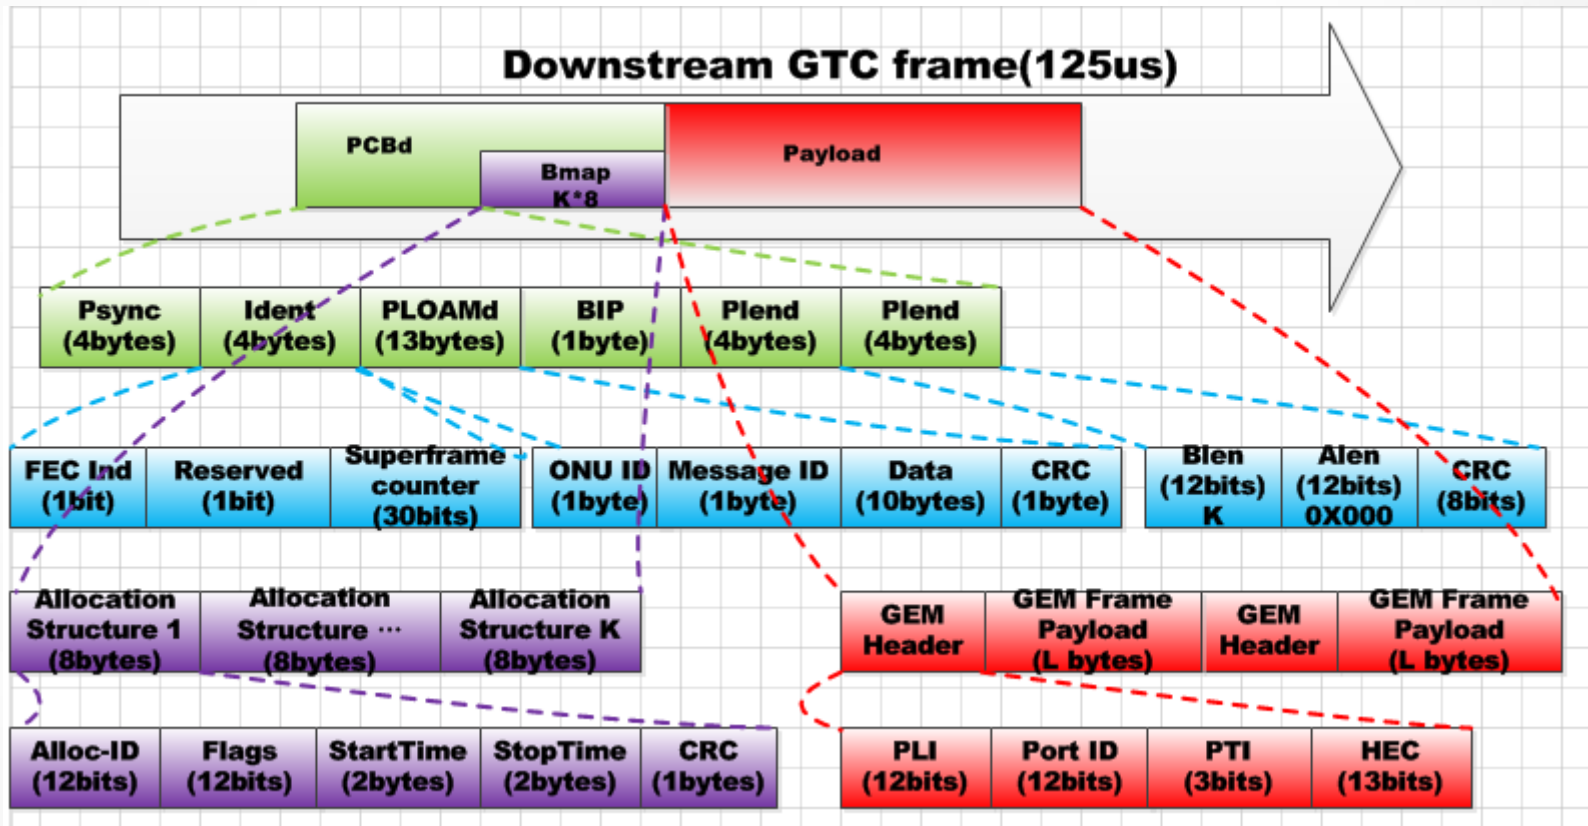 Downstream GTC frame(125us)
PCBd
Bmap
K*8
Payload
Psync
(4bytes)
Ident
(4bytes)
PLOAMd
(13bytes)
BIP
(1byte)
Plend
(4bytes)
Plend
(4bytes)
FEC Ind
(1bit)
Reserved
(1bit)
Superframe
counter
(30bits)
ONU ID
(1byte)
Message ID
(1byte)
Data
(10bytes)
CRC
(1byte)
Blen
(12bits)
K
Alen
(12bits)
0X000
CRC
(8bits)
Allocation
Structure 1
(8bytes)
Allocation
Structure ···
(8bytes)
Allocation
Structure K
(8bytes)
GEM
Header
GEM Frame
Payload
(L bytes)
GEM
Header
GEM Frame
Payload
(L bytes)
Alloc-ID
(12bits)
Flags
(12bits)
StartTime
(2bytes)
StopTime
(2bytes)
CRC
(1bytes)
PLI
(12bits)
Port ID
(12bits)
PTI
(3bits)
HEC
(13bits)